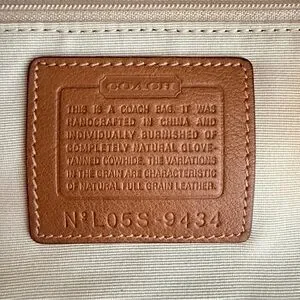 COACH
THIS IS A COACH BAG. IT WAS
HANDCRAFTED IN CHINA AND
INDIVIDUALLY BURNISHED OF
COMPLETELY NATURAL GLOVE-
TANNED COWHIDE. THE VARIATIONS
IN THE GRAIN ARE CHARACTERISTIC
OF NATURAL FULL GRAIN LEATHER.
Nº L05S-9434